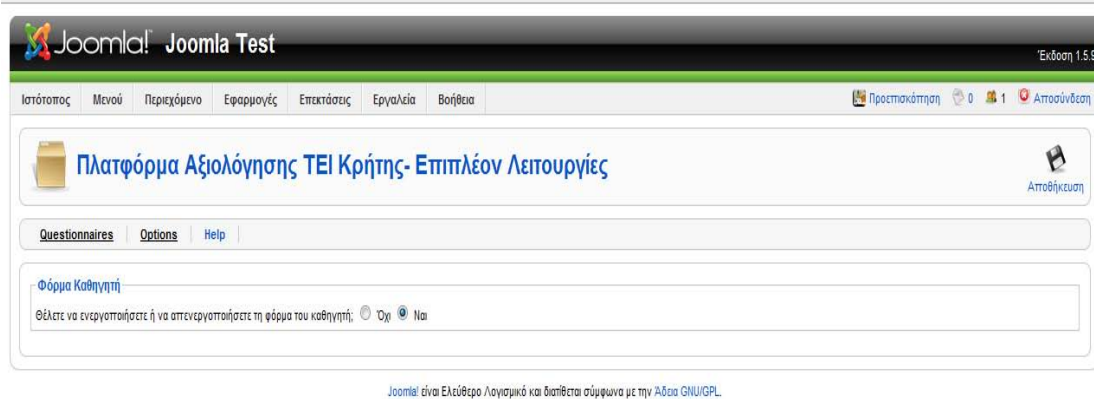 Joomla! Joomla Test
Έκδοση 1.5.9
Ιστότοπος Μενού Περιεχόμενο Εφαρμογές Επεκτάσεις Εργαλεία Βοήθεια Προεπισκόπηση 0 1 Αποσύνδεση
Πλατφόρμα Αξιολόγησης ΤΕΙ Κρήτης- Επιπλέον Λειτουργίες
Αποθήκευση
Questionnaires Options Help
Φόρμα Καθηγητή
Θέλετε να ενεργοποιήσετε ή να απενεργοποιήσετε τη φόρμα του καθηγητή; Όχι Ναι
Joomla! είναι Ελεύθερο Λογισμικό και διατίθεται σύμφωνα με την Άδεια GNU/GPL.